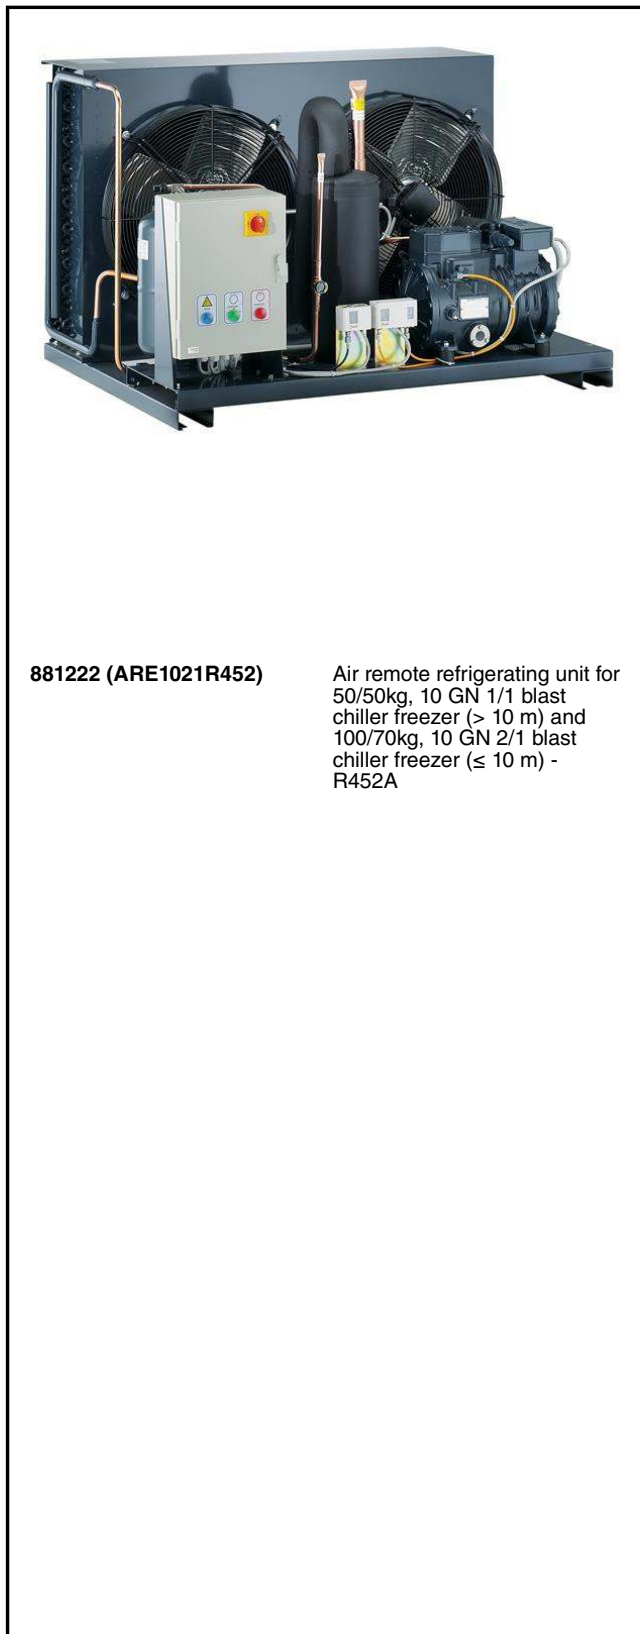 881222 (ARE1021R452)
Air remote refrigerating unit for
50/50kg, 10 GN 1/1 blast
chiller freezer (> 10 m) and
100/70kg, 10 GN 2/1 blast
chiller freezer (≤ 10 m) -
R452A